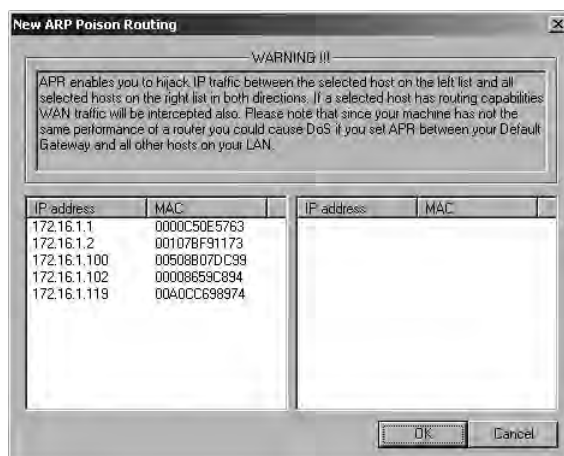 New ARP Poison Routing
WARNING !!!
APR enables you to hijack IP traffic between the selected host on the left list and all
selected hosts on the right list in both directions. If a selected host has routing capabilities
WAN traffic will be intercepted also. Please note that since your machine has not the
same performance of a router you could cause DoS if you set APR between your Default
Gateway and all other hosts on your LAN.
IP address MAC IP address MAC
172.16.1.1 0000C50E5763
172.16.1.2 00107BF91173
172.16.1.100 00508B07DC99
172.16.1.102 00008659C894
172.16.1.119 00A0CC698974
OK Cancel